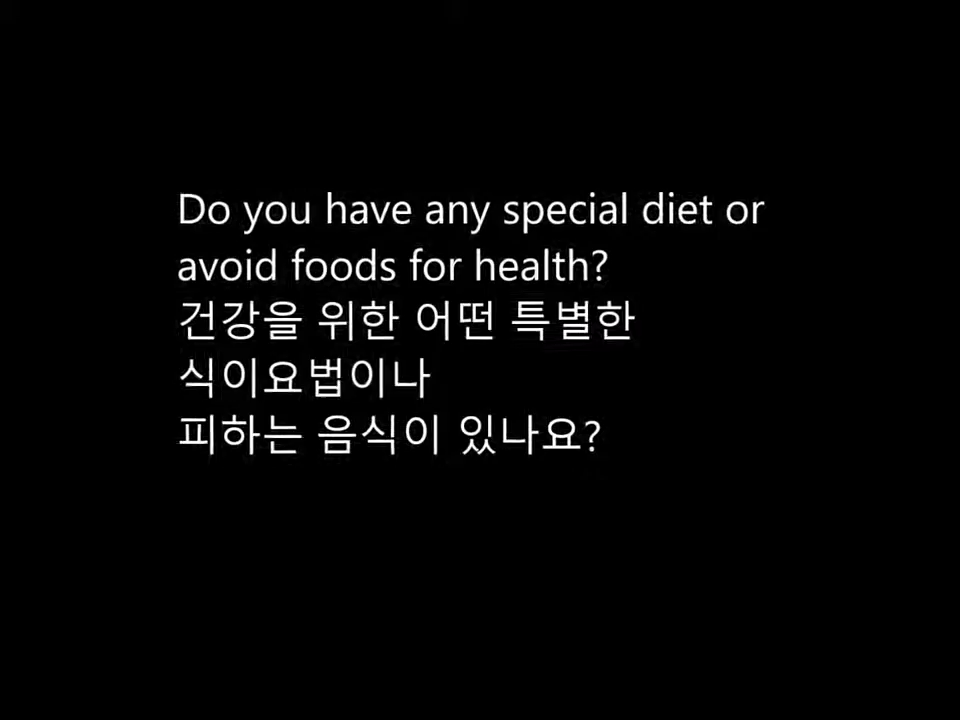 Do you have any special diet or
avoid foods for health?
건강을 위한 어떤 특별한
식이요법이나
피하는 음식이 있나요?